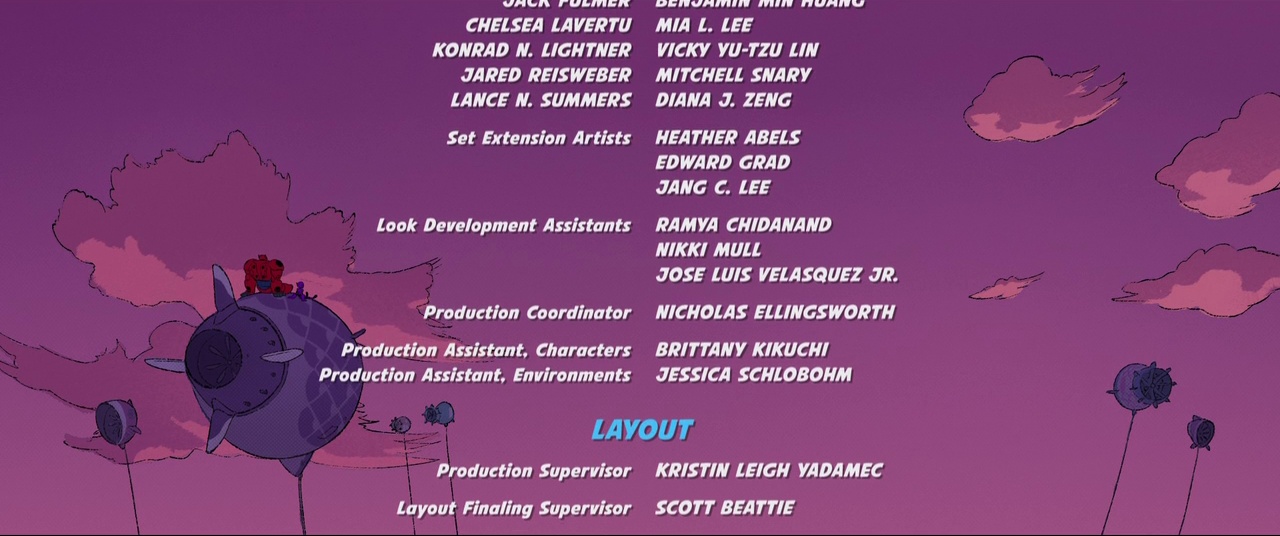 JACK FULMER BENJAMIN MIN HUANG
CHELSEA LAVERTU MIA L. LEE
KONRAD N. LIGHTNER VICKY YU-TZU LIN
JARED REISWEBER MITCHELL SNARY
LANCE N. SUMMERS DIANA J. ZENG
Set Extension Artists HEATHER ABELS
EDWARD GRAD
JANG C. LEE
Look Development Assistants RAMYA CHIDANAND
NIKKI MULL
JOSE LUIS VELASQUEZ JR.
Production Coordinator NICHOLAS ELLINGSWORTH
Production Assistant, Characters BRITTANY KIKUCHI
Production Assistant, Environments JESSICA SCHLOBOHM
LAYOUT
Production Supervisor KRISTIN LEIGH YADAMEC
Layout Finaling Supervisor SCOTT BEATTIE